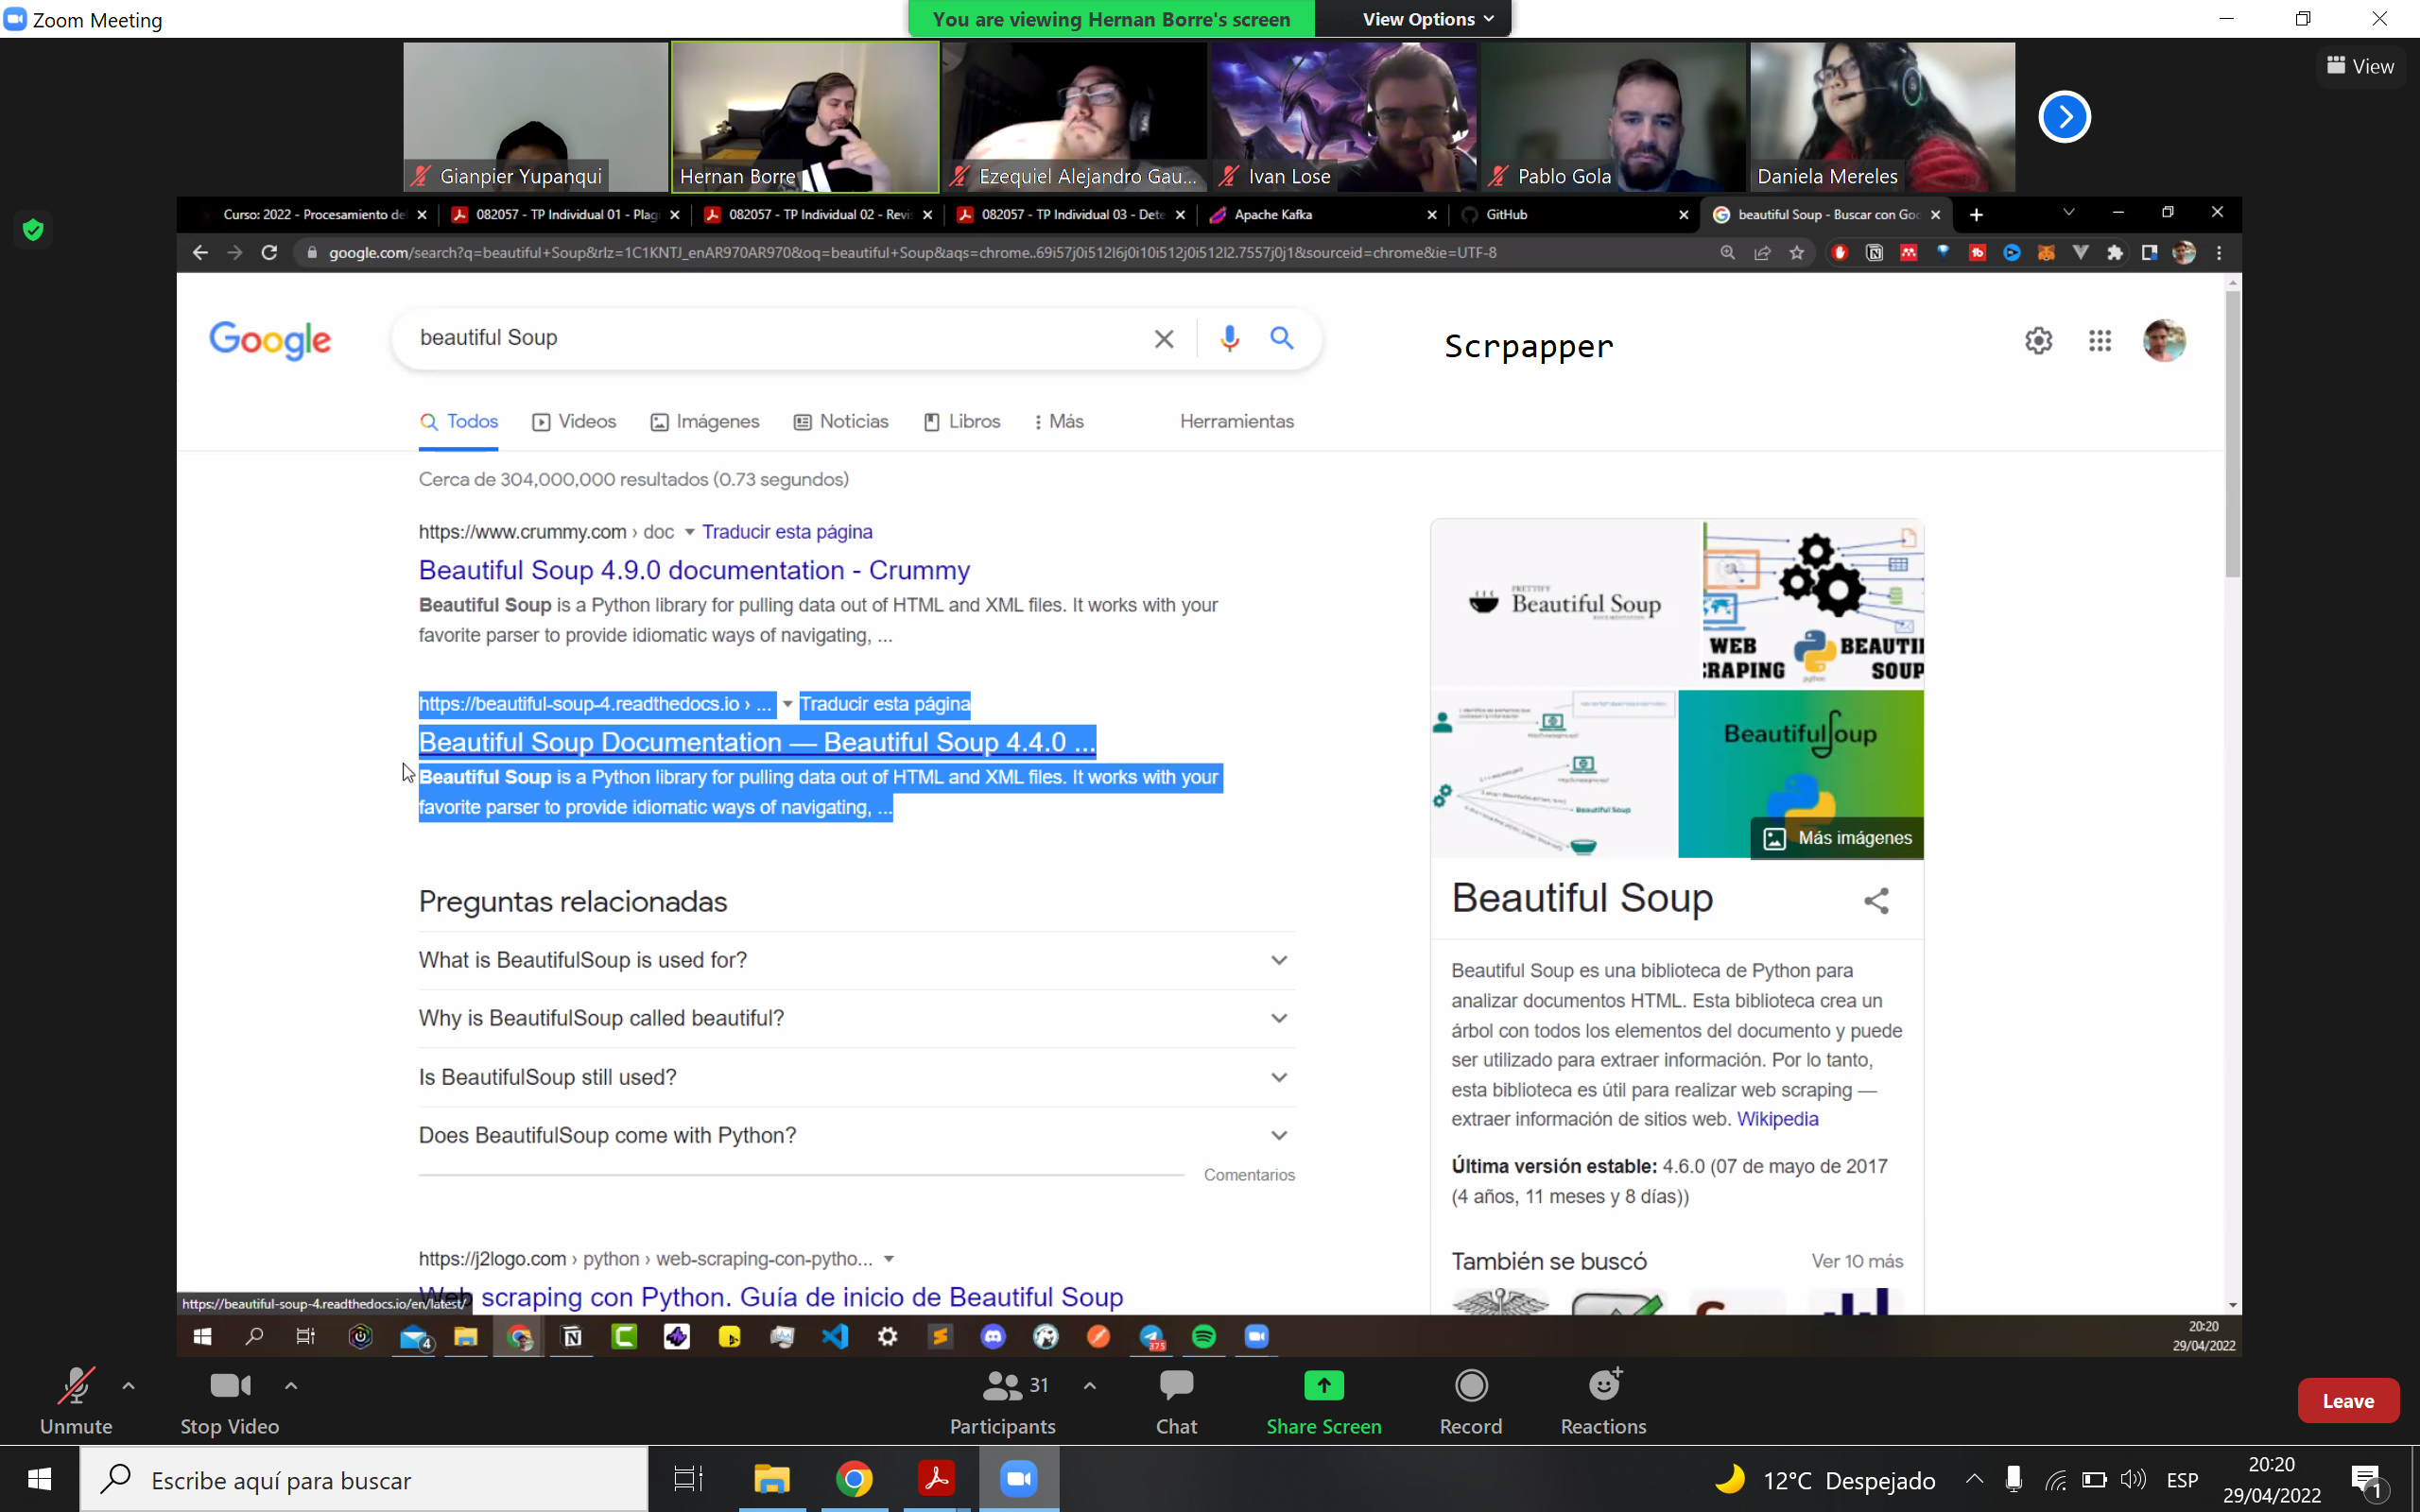 Zoom Meeting
You are viewing Hernan Borre's screen
View Options
View
Gianpier Yupanqui
Hernan Borre
Ezequiel Alejandro Gau...
Ivan Lose
Pablo Gola
Daniela Mereles
Curso: 2022 - Procesamiento de
082057 - TP Individual 01 - Plagi
082057 - TP Individual 02 - Revi
082057 - TP Individual 03 - Dete
Apache Kafka
GitHub
beautiful Soup - Buscar con Goo
google.com/search?q=beautiful+Soup&rlz=1C1KNTJ_enAR970AR970&oq=beautiful+Soup&aqs=chrome..69i57j0i512l6j0i10i512j0i512l2.7557j0j1&sourceid=chrome&ie=UTF-8
Google
beautiful Soup
Scrpapper
Todos
Videos
Imágenes
Noticias
Libros
Más
Herramientas
Cerca de 304,000,000 resultados (0.73 segundos)
https://www.crummy.com › doc Traducir esta página
Beautiful Soup 4.9.0 documentation - Crummy
Beautiful Soup is a Python library for pulling data out of HTML and XML files. It works with your
favorite parser to provide idiomatic ways of navigating, ...
https://beautiful-soup-4.readthedocs.io › ... Traducir esta página
Beautiful Soup Documentation — Beautiful Soup 4.4.0 ...
Beautiful Soup is a Python library for pulling data out of HTML and XML files. It works with your
favorite parser to provide idiomatic ways of navigating, ...
Preguntas relacionadas
What is BeautifulSoup is used for?
Why is BeautifulSoup called beautiful?
Is BeautifulSoup still used?
Does BeautifulSoup come with Python?
Comentarios
https://j2logo.com › python › web-scraping-con-pytho...
Web scraping con Python. Guía de inicio de Beautiful Soup
https://beautiful-soup-4.readthedocs.io/en/latest/
PRETTIFY
Beautiful Soup
DOCUMENTATION
WEB
CRAPING
python
BEAUTIF
SOUP
Beautiful Soup
BeautifulSoup
Más imágenes
Beautiful Soup
Beautiful Soup es una biblioteca de Python para
analizar documentos HTML. Esta biblioteca crea un
árbol con todos los elementos del documento y puede
ser utilizado para extraer información. Por lo tanto,
esta biblioteca es útil para realizar web scraping —
extraer información de sitios web. Wikipedia
Última versión estable: 4.6.0 (07 de mayo de 2017
(4 años, 11 meses y 8 días))
También se buscó
Ver 10 más
4
375
20:20
29/04/2022
Unmute
Stop Video
31
Participants
Chat
Share Screen
Record
Reactions
Leave
Escribe aquí para buscar
12°C Despejado
ESP
20:20
29/04/2022
1